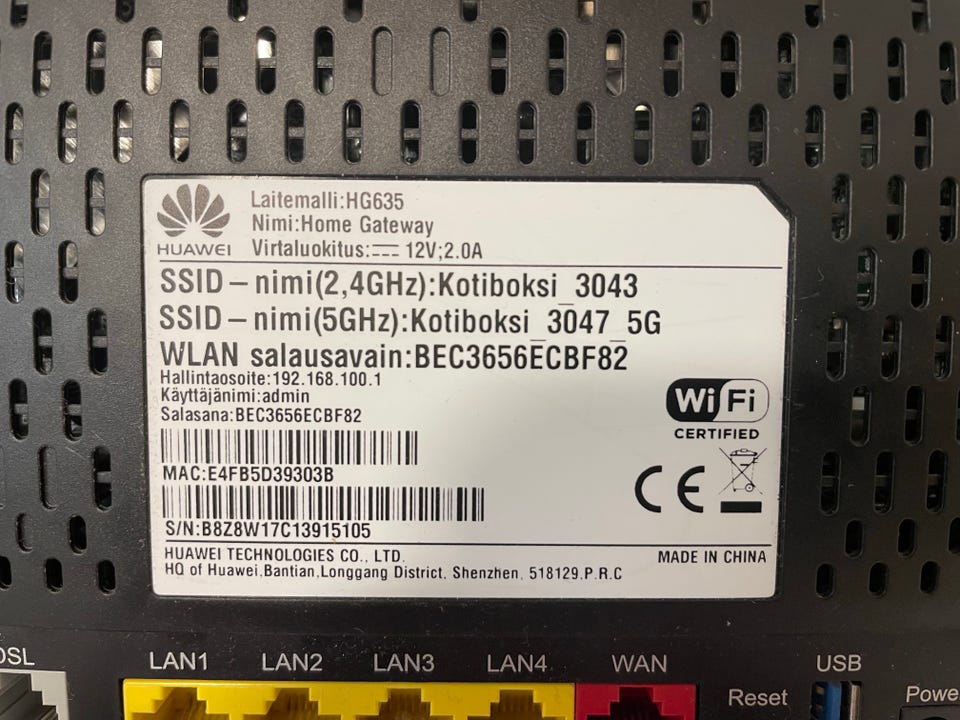 HUAWEI
Laitemalli:HG635
Nimi:Home Gateway
Virtaluokitus:⎓ 12V;2.0A
SSID-nimi(2,4GHz):Kotiboksi_3043
SSID-nimi(5GHz):Kotiboksi_3047_5G
WLAN salausavain:BEC3656ECBF82
Hallintaosoite:192.168.100.1
Käyttäjänimi:admin
Salasana:BEC3656ECBF82
Wi Fi
CERTIFIED
MAC:E4FB5D39303B
CE
S/N:B8Z8W17C13915105
HUAWEI TECHNOLOGIES CO., LTD.
MADE IN CHINA
HQ of Huawei,Bantian,Longgang District, Shenzhen, 518129,P.R.C
LAN1 LAN2 LAN3 LAN4 WAN USB
Reset